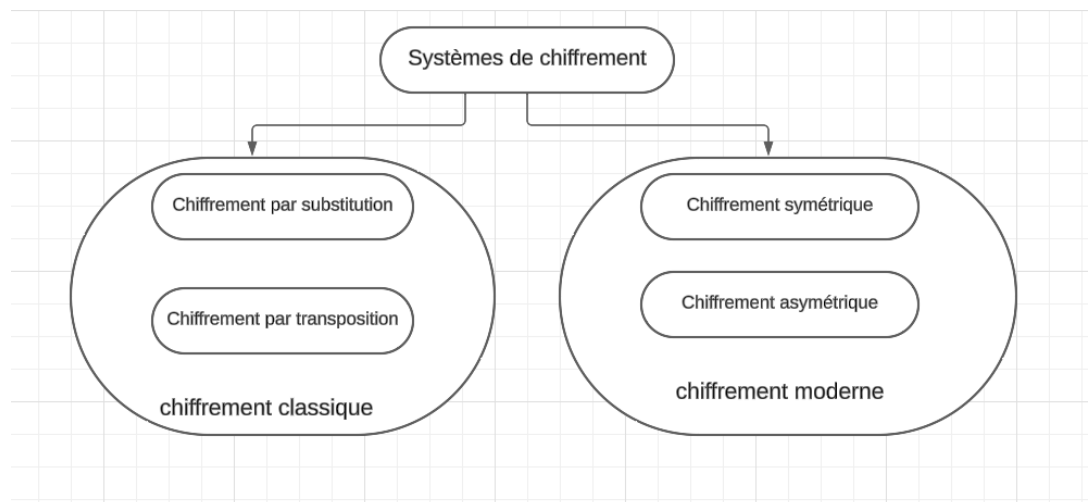 Systèmes de chiffrement
Chiffrement par substitution
Chiffrement par transposition
chiffrement classique
Chiffrement symétrique
Chiffrement asymétrique
chiffrement moderne